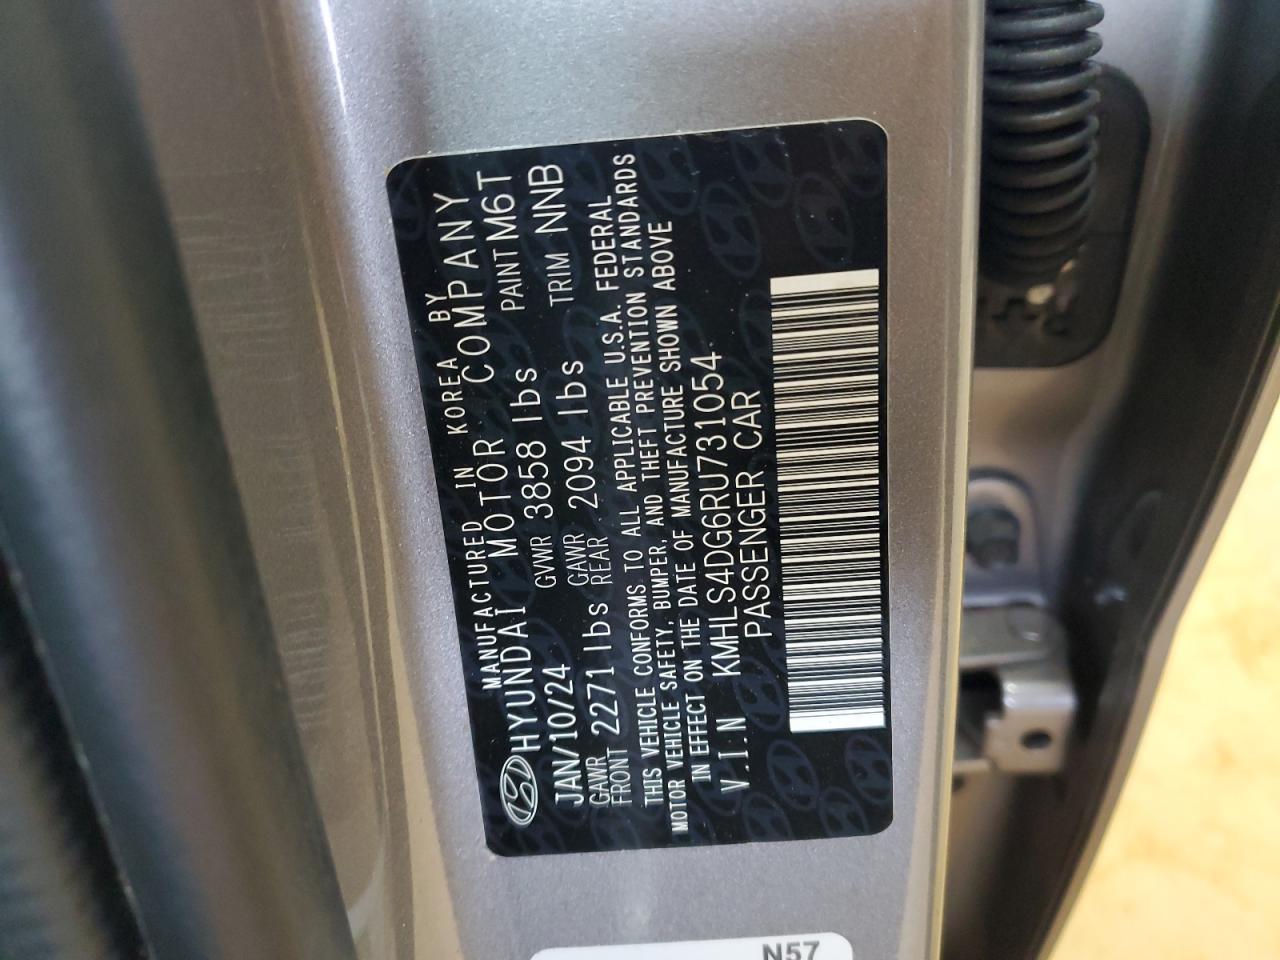 MANUFACTURED IN KOREA BY
HYUNDAI MOTOR COMPANY
JAN/10/24 GVWR 3858 lbs PAINT M6T
GAWR FRONT 2271 lbs GAWR REAR 2094 lbs TRIM NNB
THIS VEHICLE CONFORMS TO ALL APPLICABLE U.S.A. FEDERAL
MOTOR VEHICLE SAFETY, BUMPER, AND THEFT PREVENTION STANDARDS
IN EFFECT ON THE DATE OF MANUFACTURE SHOWN ABOVE
V.I.N KMHLS4DG6RU731054
PASSENGER CAR
N57